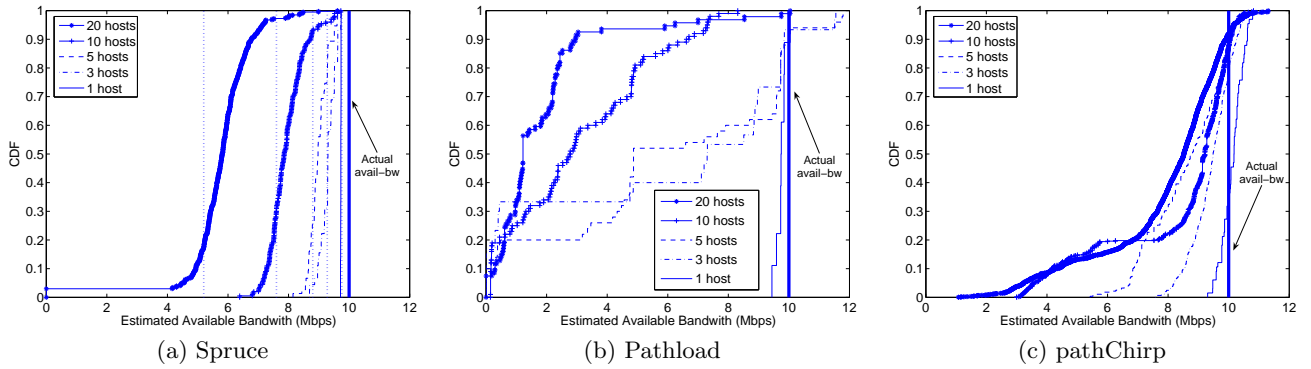 1
0.9
0.8
0.7
0.6
0.5
0.4
0.3
0.2
0.1
0
CDF
20 hosts
10 hosts
5 hosts
3 hosts
1 host
Actual
avail-bw
0 2 4 6 8 10 12
Estimated Available Bandwith (Mbps)
(a) Spruce
1
0.9
0.8
0.7
0.6
0.5
0.4
0.3
0.2
0.1
0
CDF
Actual
avail-bw
20 hosts
10 hosts
5 hosts
3 hosts
1 host
0 2 4 6 8 10 12
Estimated Available Bandwith (Mbps)
(b) Pathload
1
0.9
0.8
0.7
0.6
0.5
0.4
0.3
0.2
0.1
0
CDF
20 hosts
10 hosts
5 hosts
3 hosts
1 host
Actual
avail-bw
0 2 4 6 8 10 12
Estimated Available Bandwith (Mbps)
(c) pathChirp